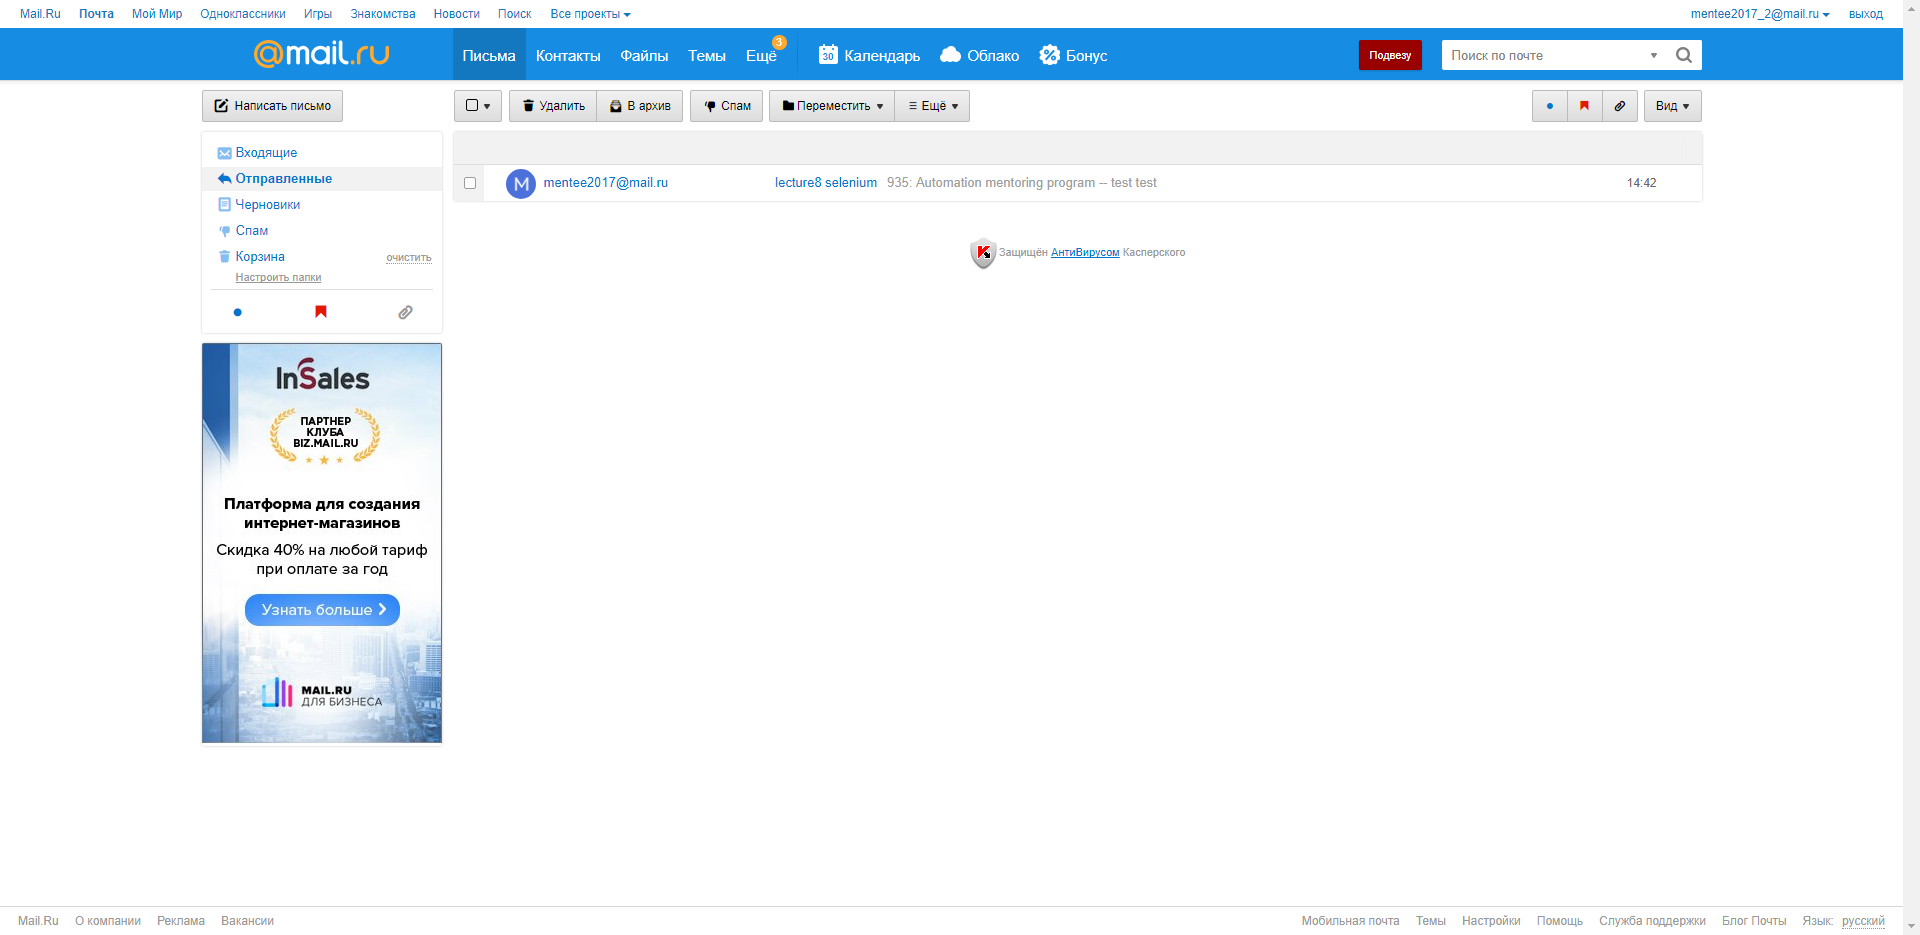 Mail.Ru Почта Мой Мир Одноклассники Игры Знакомства Новости Поиск Все проекты mentee2017_2@mail.ru выход
@mail.ru Письма Контакты Файлы Темы Ещё 3 30 Календарь Облако Бонус Подвезу Поиск по почте
Написать письмо Удалить В архив Спам Переместить Ещё Вид
Входящие
Отправленные
Черновики
Спам
Корзина очистить
Настроить папки
M mentee2017@mail.ru lecture8 selenium 935: Automation mentoring program -- test test 14:42
Защищён АнтиВирусом Касперского
InSales
ПАРТНЕР
КЛУБА
BIZ.MAIL.RU
Платформа для создания
интернет-магазинов
Скидка 40% на любой тариф
при оплате за год
Узнать больше
MAIL.RU
ДЛЯ БИЗНЕСА
Mail.Ru О компании Реклама Вакансии Мобильная почта Темы Настройки Помощь Служба поддержки Блог Почты Язык: русский